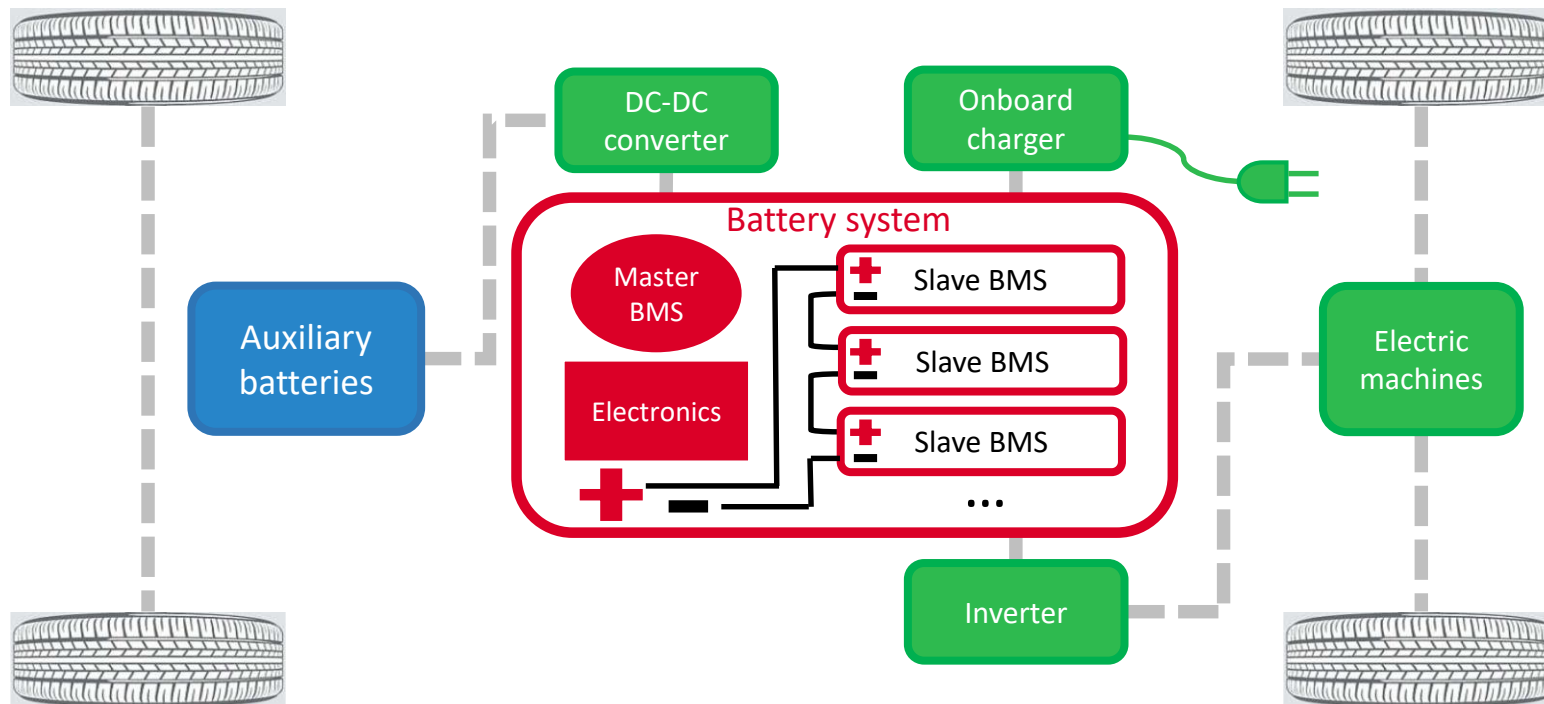 DC-DC
converter
Onboard
charger
Battery system
Master
BMS
Slave BMS
Auxiliary
batteries
Slave BMS
Electric
machines
Electronics
Slave BMS
...
Inverter